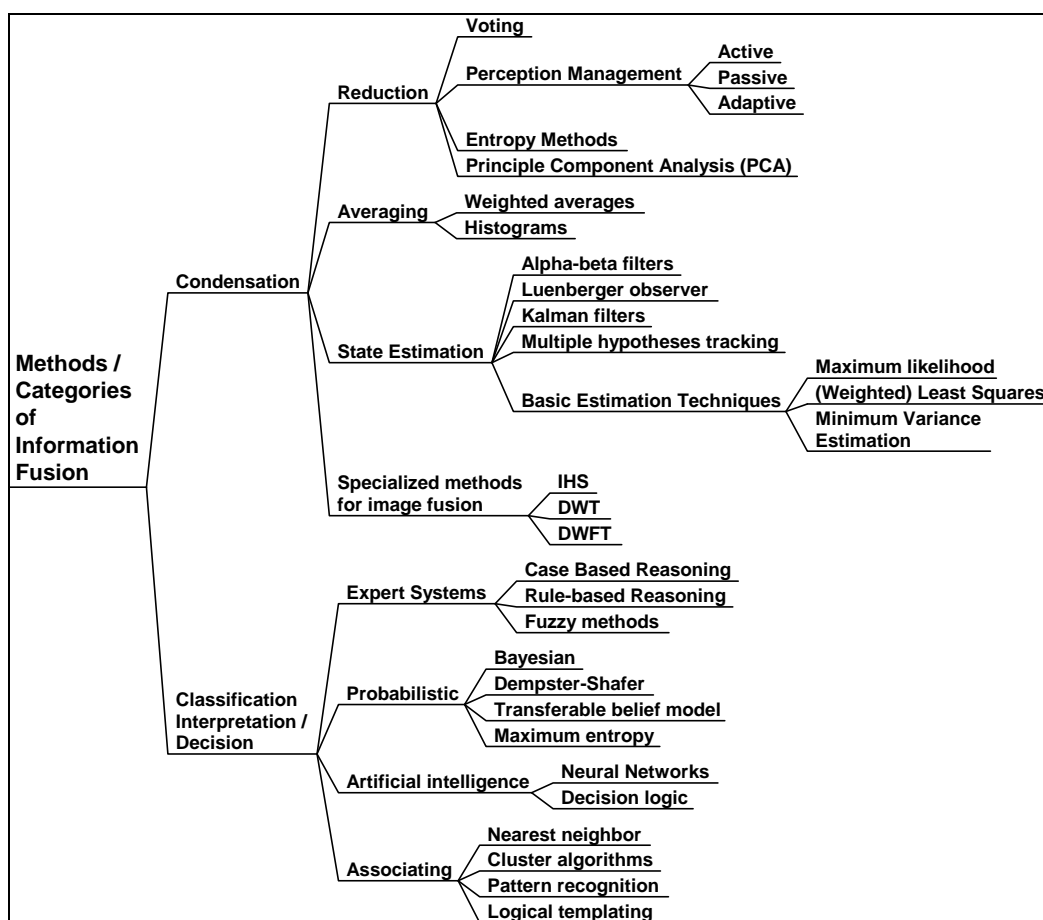 Methods /
Categories
of
Information
Fusion
Condensation
Reduction
Voting
Perception Management
Active
Passive
Adaptive
Entropy Methods
Principle Component Analysis (PCA)
Averaging
Weighted averages
Histograms
State Estimation
Alpha-beta filters
Luenberger observer
Kalman filters
Multiple hypotheses tracking
Basic Estimation Techniques
Maximum likelihood
(Weighted) Least Squares
Minimum Variance
Estimation
Specialized methods
for image fusion
IHS
DWT
DWFT
Classification
Interpretation /
Decision
Expert Systems
Case Based Reasoning
Rule-based Reasoning
Fuzzy methods
Probabilistic
Bayesian
Dempster-Shafer
Transferable belief model
Maximum entropy
Artificial intelligence
Neural Networks
Decision logic
Associating
Nearest neighbor
Cluster algorithms
Pattern recognition
Logical templating